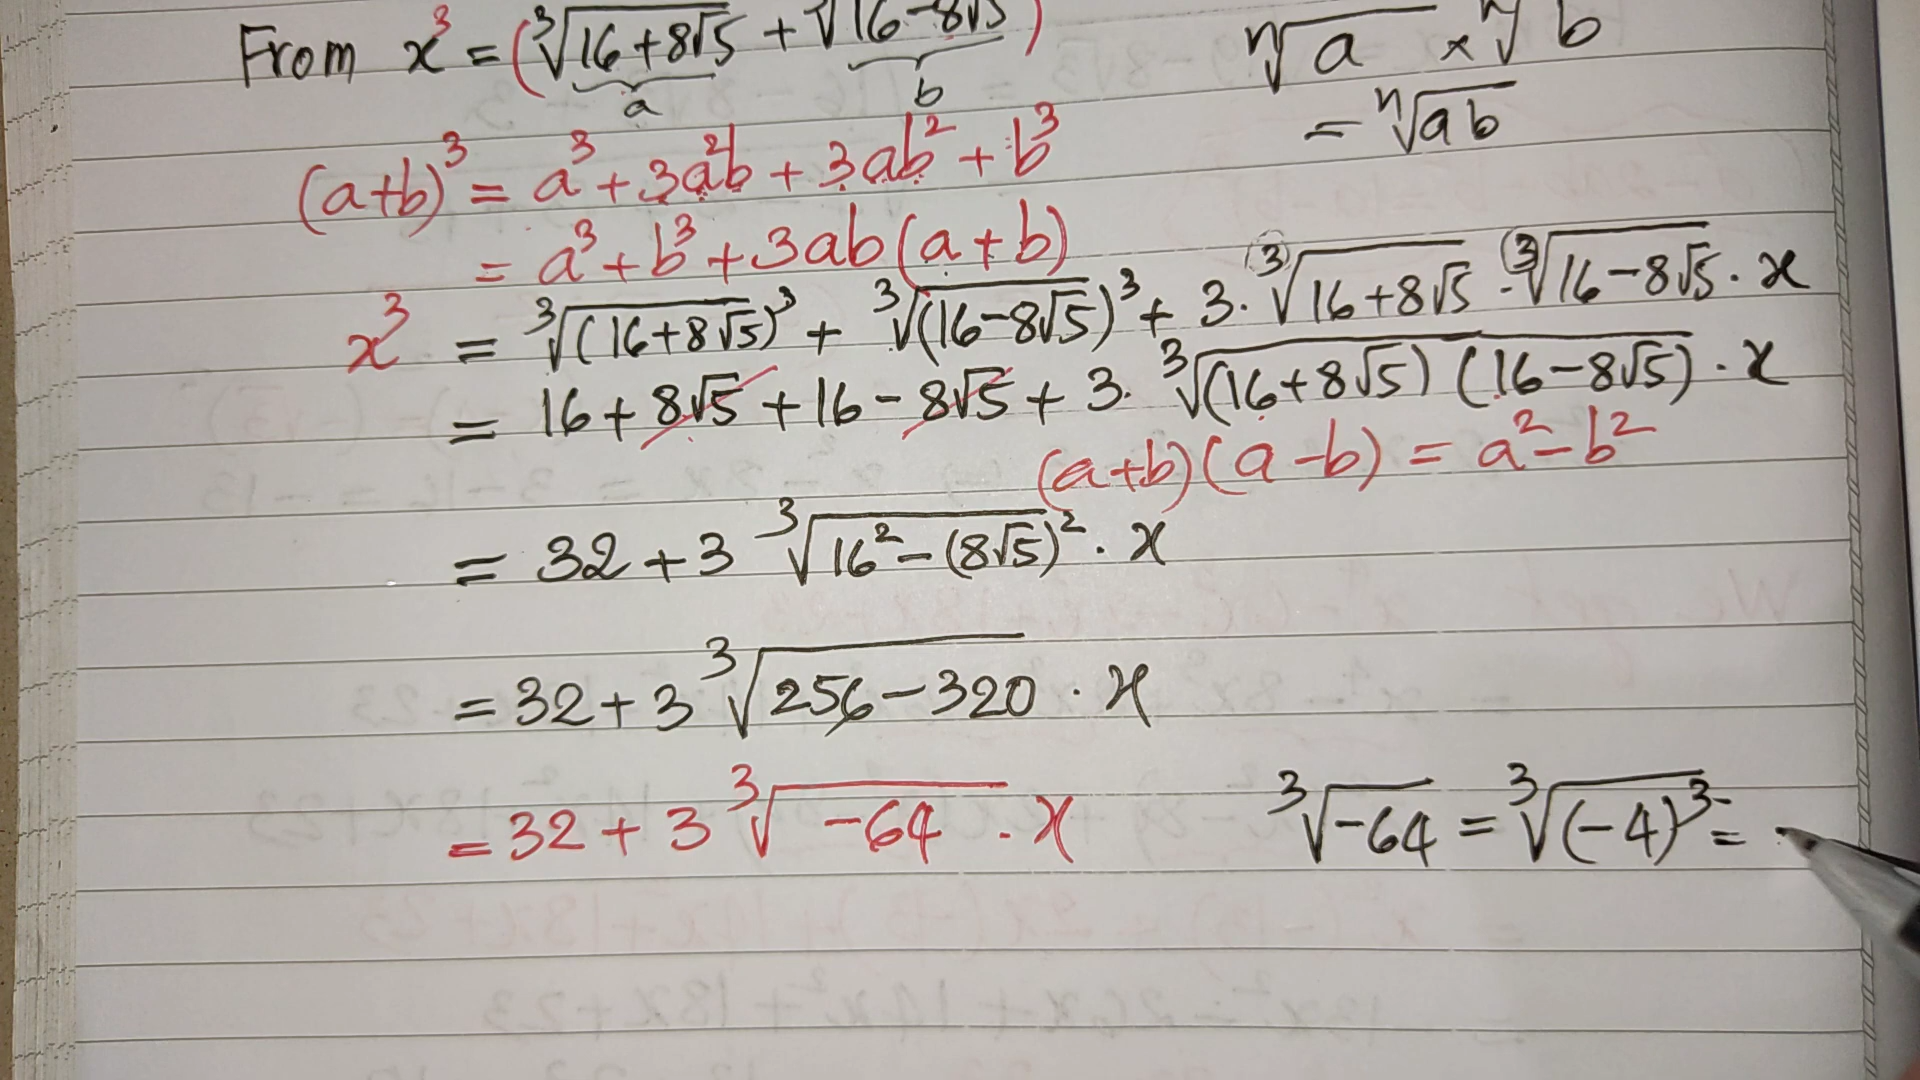 From x³ = (∛16+8√5 + √16-8√5)
a b
ⁿ√a × ⁿ√b
= ⁿ√ab
(a+b)³ = a³ + 3a²b + 3ab² + b³
= a³ + b³ + 3ab(a+b)
x³ = ∛(16+8√5)³ + ∛(16-8√5)³ + 3. ∛16+8√5 . ∛16-8√5 . x
= 16 + 8√5 + 16 - 8√5 + 3. ∛(16+8√5)(16-8√5) . x
(a+b)(a-b) = a² - b²
= 32 + 3 ∛16² - (8√5)² . x
= 32 + 3 ∛256 - 320 . x
= 32 + 3 ∛-64 . x
∛-64 = ∛(-4)³ =